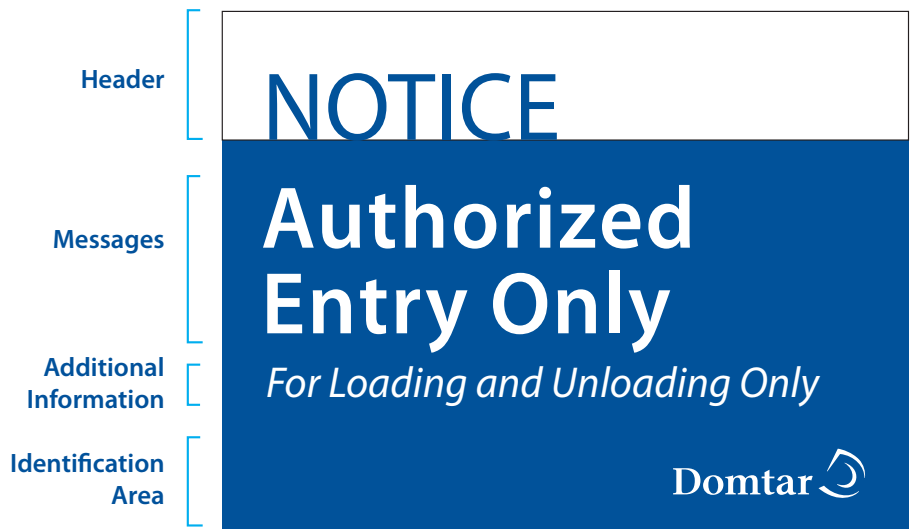 Header
NOTICE
Messages
Authorized
Entry Only
Additional
Information
For Loading and Unloading Only
Identification
Area
Domtar